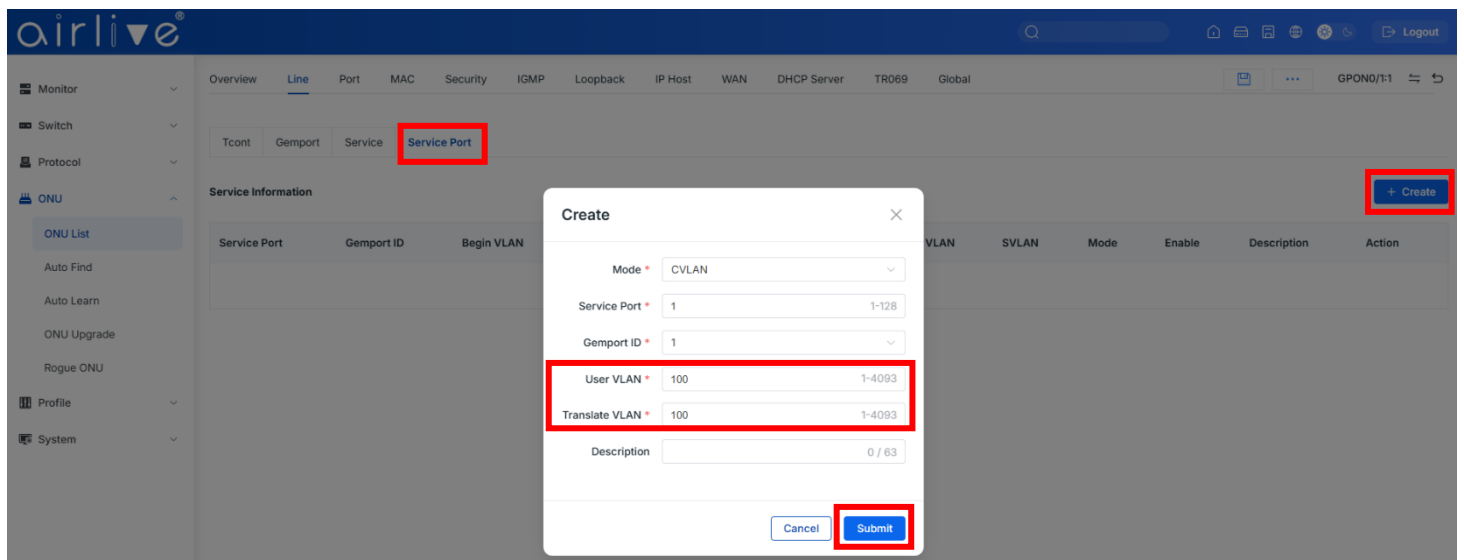 airlive®
Logout
Overview Line Port MAC Security IGMP Loopback IP Host WAN DHCP Server TR069 Global ... GPON0/1:1
Monitor
Switch
Protocol
ONU
ONU List
Auto Find
Auto Learn
ONU Upgrade
Rogue ONU
Profile
System
Tcont Gemport Service Service Port
Service Information
+ Create
Service Port Gemport ID Begin VLAN VLAN SVLAN Mode Enable Description Action
Create
Mode * CVLAN
Service Port * 1 1-128
Gemport ID * 1
User VLAN * 100 1-4093
Translate VLAN * 100 1-4093
Description 0 / 63
Cancel Submit